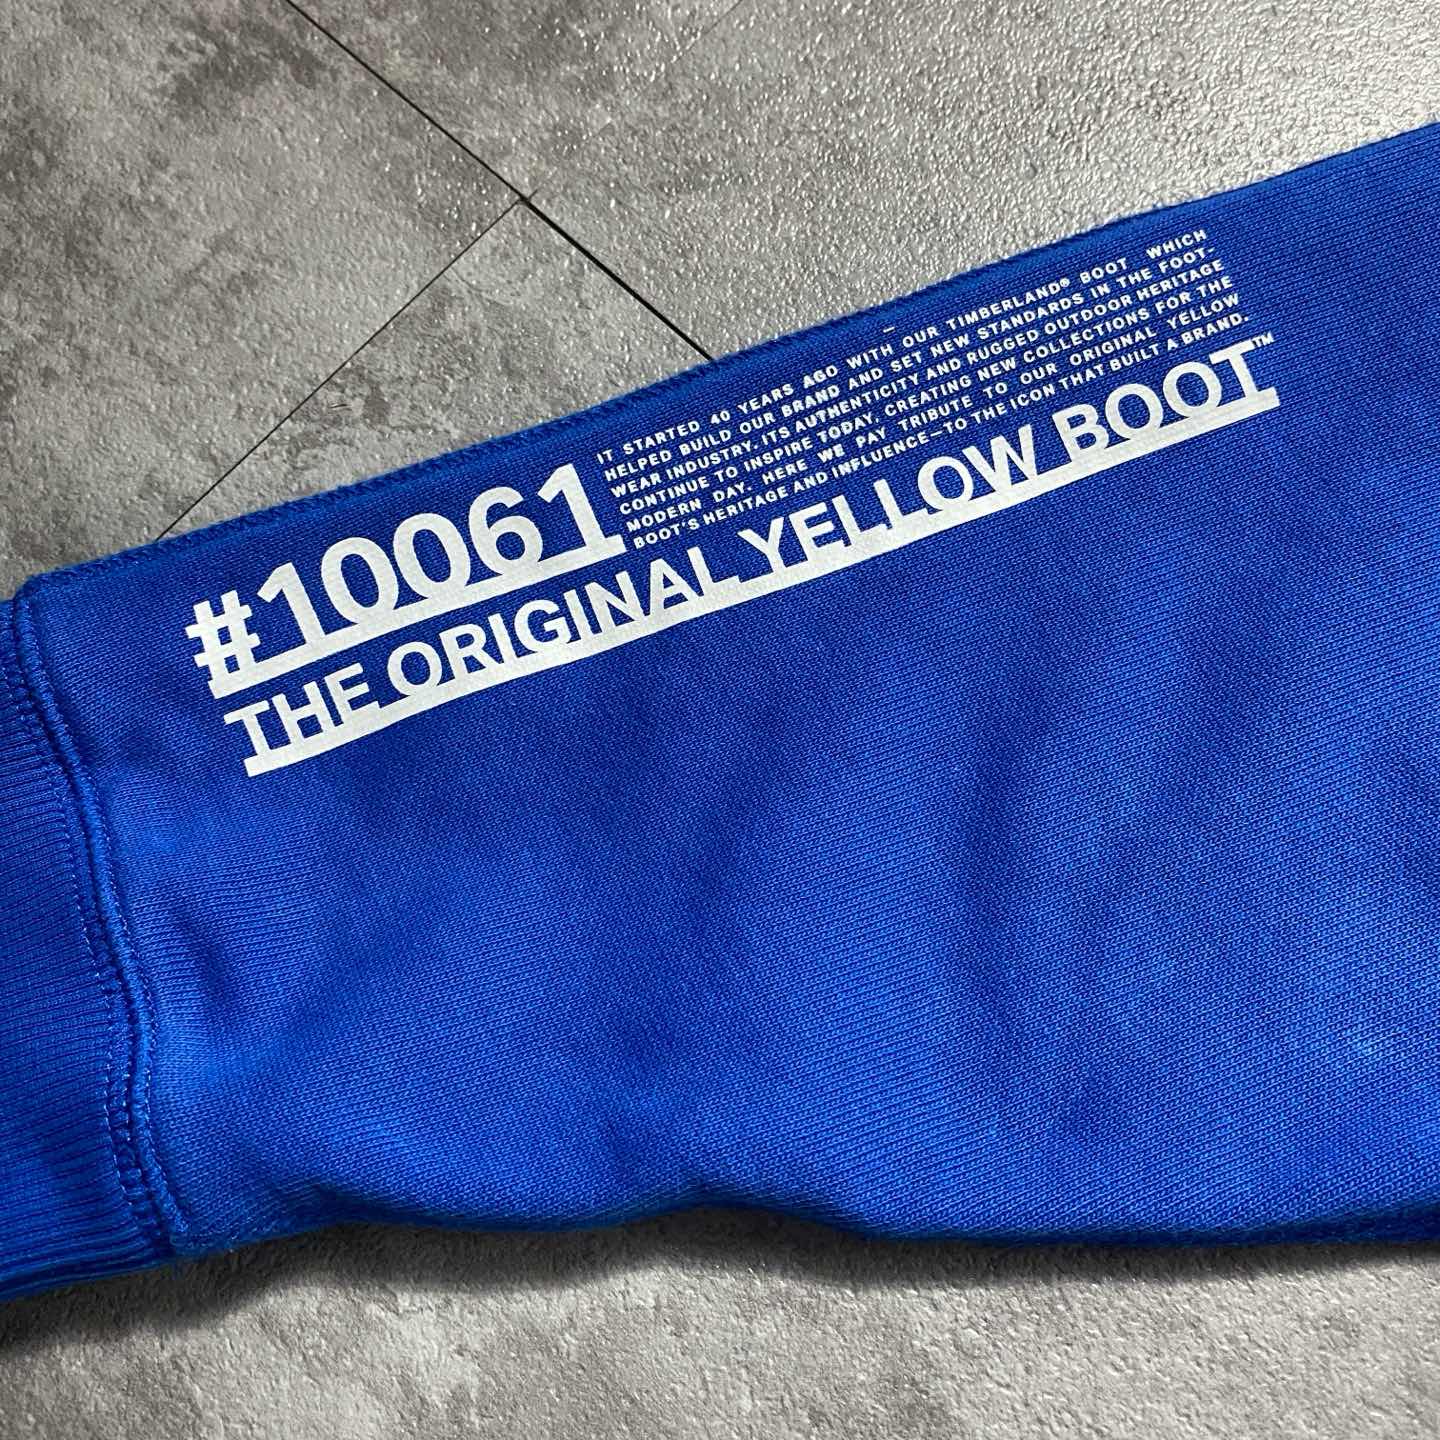 IT STARTED 40 YEARS AGO WITH OUR TIMBERLAND® BOOT WHICH
HELPED BUILD OUR BRAND AND SET NEW STANDARDS IN THE FOOT-
WEAR INDUSTRY. ITS AUTHENTICITY AND RUGGED OUTDOOR HERITAGE
CONTINUE TO INSPIRE TODAY, CREATING NEW COLLECTIONS FOR THE
MODERN DAY. HERE WE PAY TRIBUTE TO OUR ORIGINAL YELLOW
BOOT'S HERITAGE AND INFLUENCE—TO THE ICON THAT BUILT A BRAND.
#10061
THE ORIGINAL YELLOW BOOT™